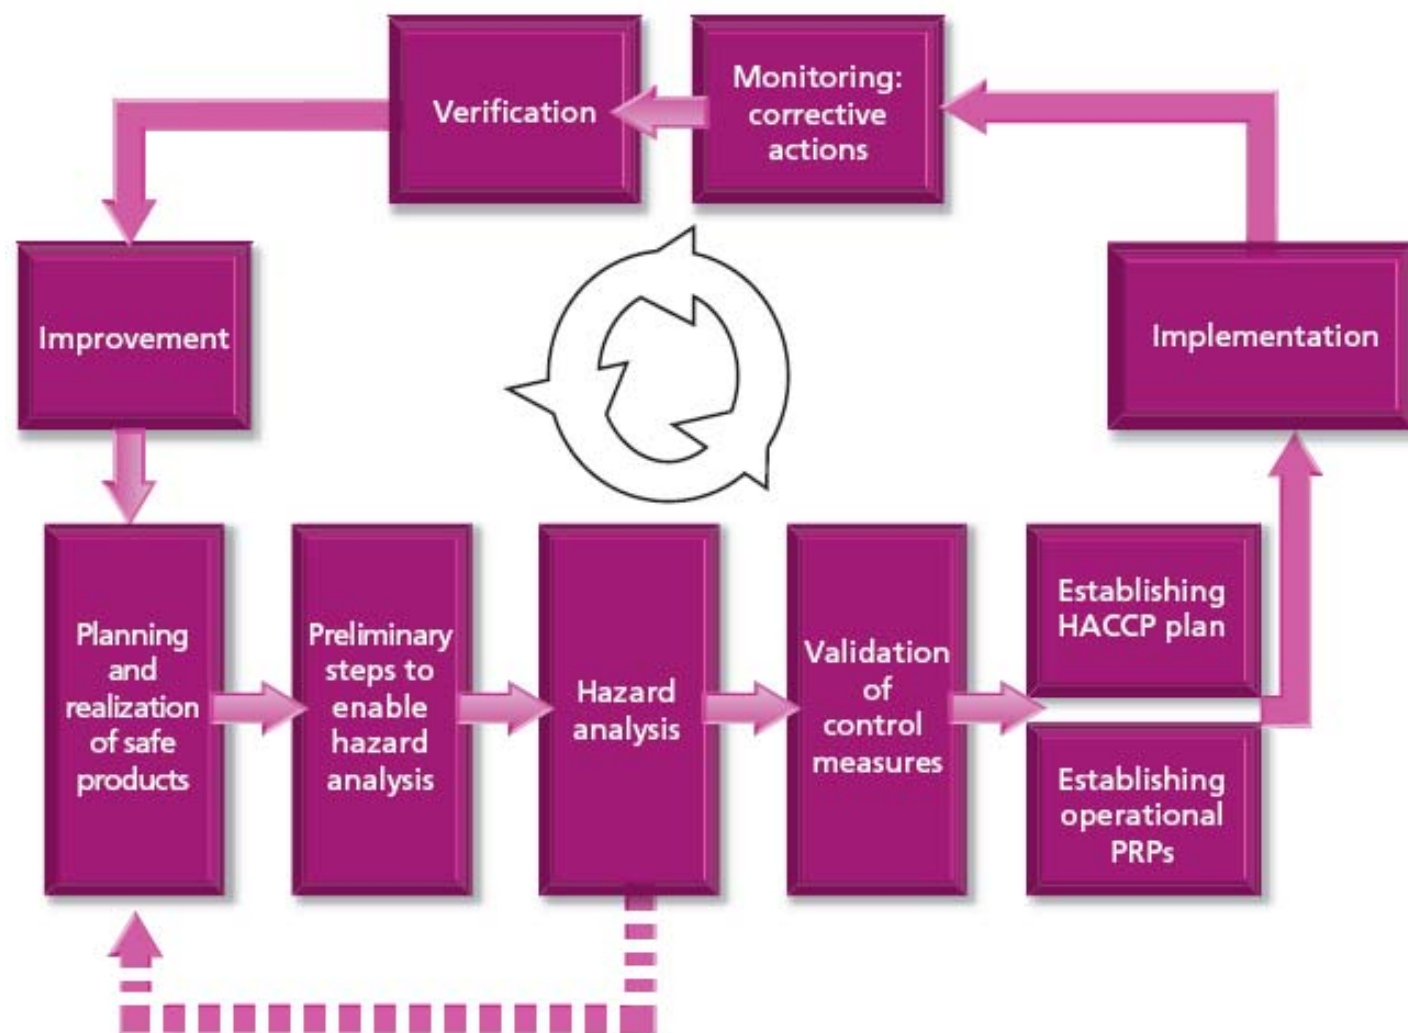 Verification
Monitoring:
corrective
actions
Improvement
Implementation
Planning
and
realization
of safe
products
Preliminary
steps to
enable
hazard
analysis
Hazard
analysis
Validation
of
control
measures
Establishing
HACCP plan
Establishing
operational
PRPs